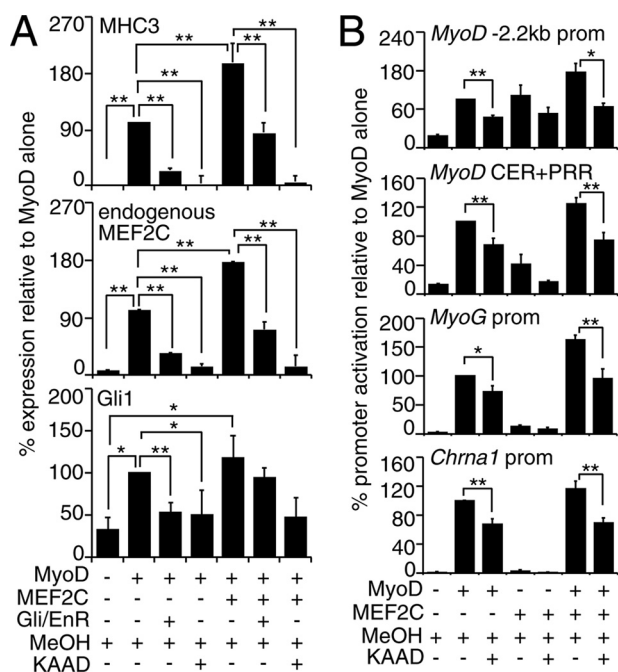 A
MHC3
% expression relative to MyoD alone
270
180
90
0
** ** ** ** ** **
endogenous
MEF2C
270
180
90
0
** ** ** ** ** **
Gli1
200
150
100
50
0
* ** * *
MyoD - + + + + + +
MEF2C - - - - + + +
Gli/EnR - - + - - + -
MeOH + + + + + + +
KAAD - - - + - - +
B
% promoter activation relative to MyoD alone
MyoD -2.2kb prom
240
180
120
60
0
** *
MyoD CER+PRR
160
120
80
40
0
** **
MyoG prom
200
150
100
50
0
* **
Chrna1 prom
160
120
80
40
0
** **
MyoD - + + - - + +
MEF2C - - - + + + +
MeOH + + + + + + +
KAAD - - + - + - +